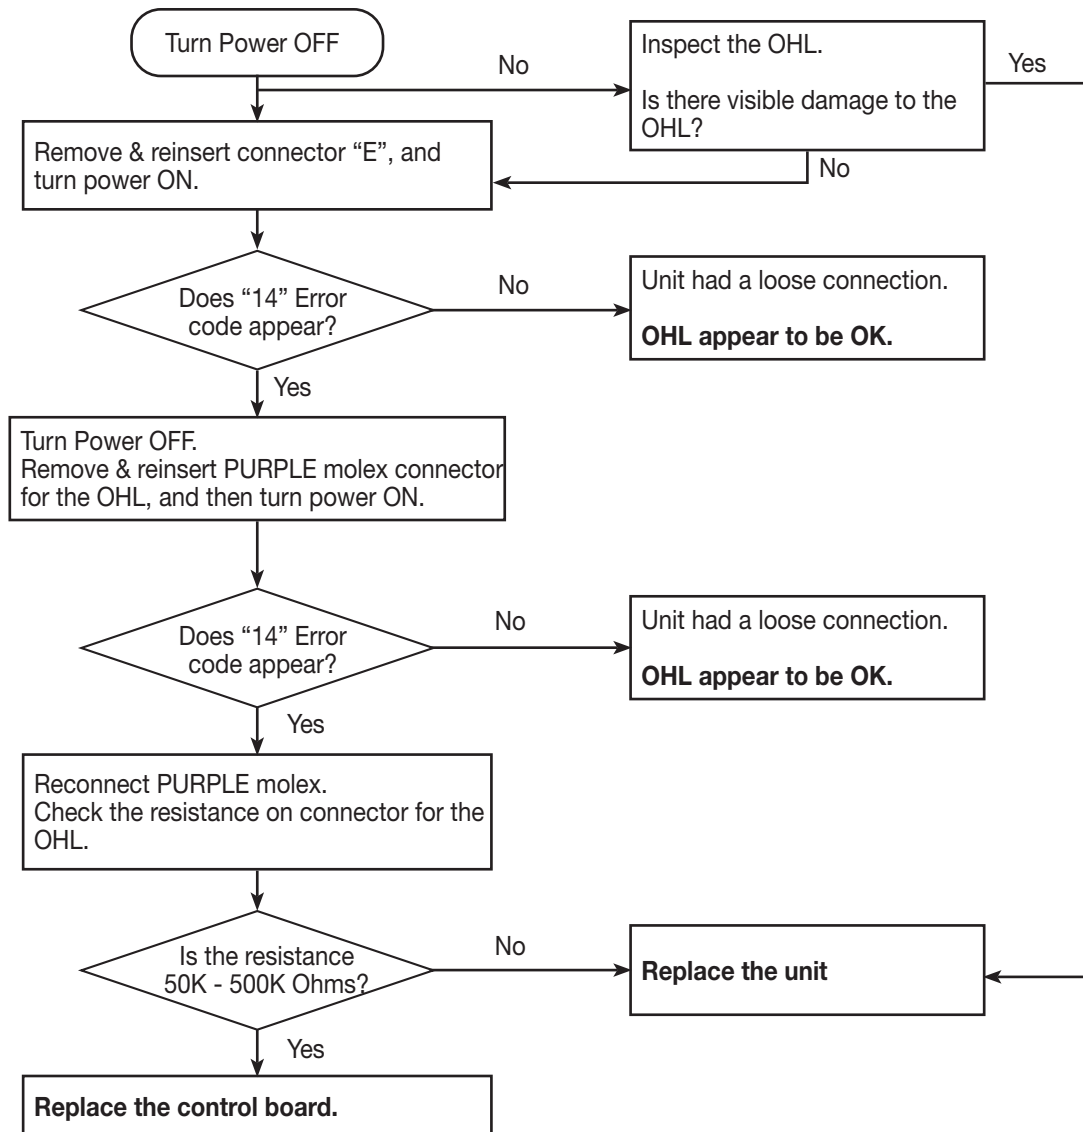 Turn Power OFF
No
Inspect the OHL.
Is there visible damage to the
OHL?
Yes
No
Remove & reinsert connector “E”, and
turn power ON.
Does “14” Error
code appear?
No
Unit had a loose connection.
OHL appear to be OK.
Yes
Turn Power OFF.
Remove & reinsert PURPLE molex connector
for the OHL, and then turn power ON.
Does “14” Error
code appear?
No
Unit had a loose connection.
OHL appear to be OK.
Yes
Reconnect PURPLE molex.
Check the resistance on connector for the
OHL.
Is the resistance
50K - 500K Ohms?
No
Replace the unit
Yes
Replace the control board.